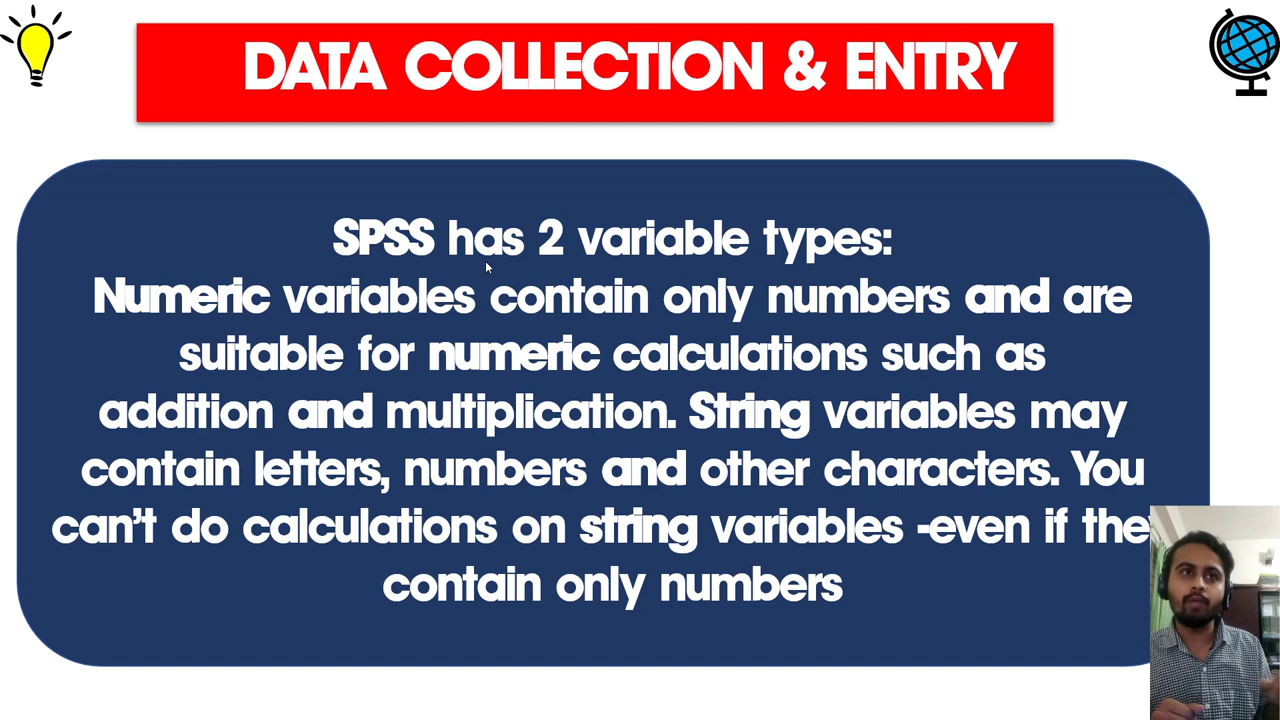 DATA COLLECTION & ENTRY
SPSS has 2 variable types:
Numeric variables contain only numbers and are
suitable for numeric calculations such as
addition and multiplication. String variables may
contain letters, numbers and other characters. You
can't do calculations on string variables -even if the
contain only numbers